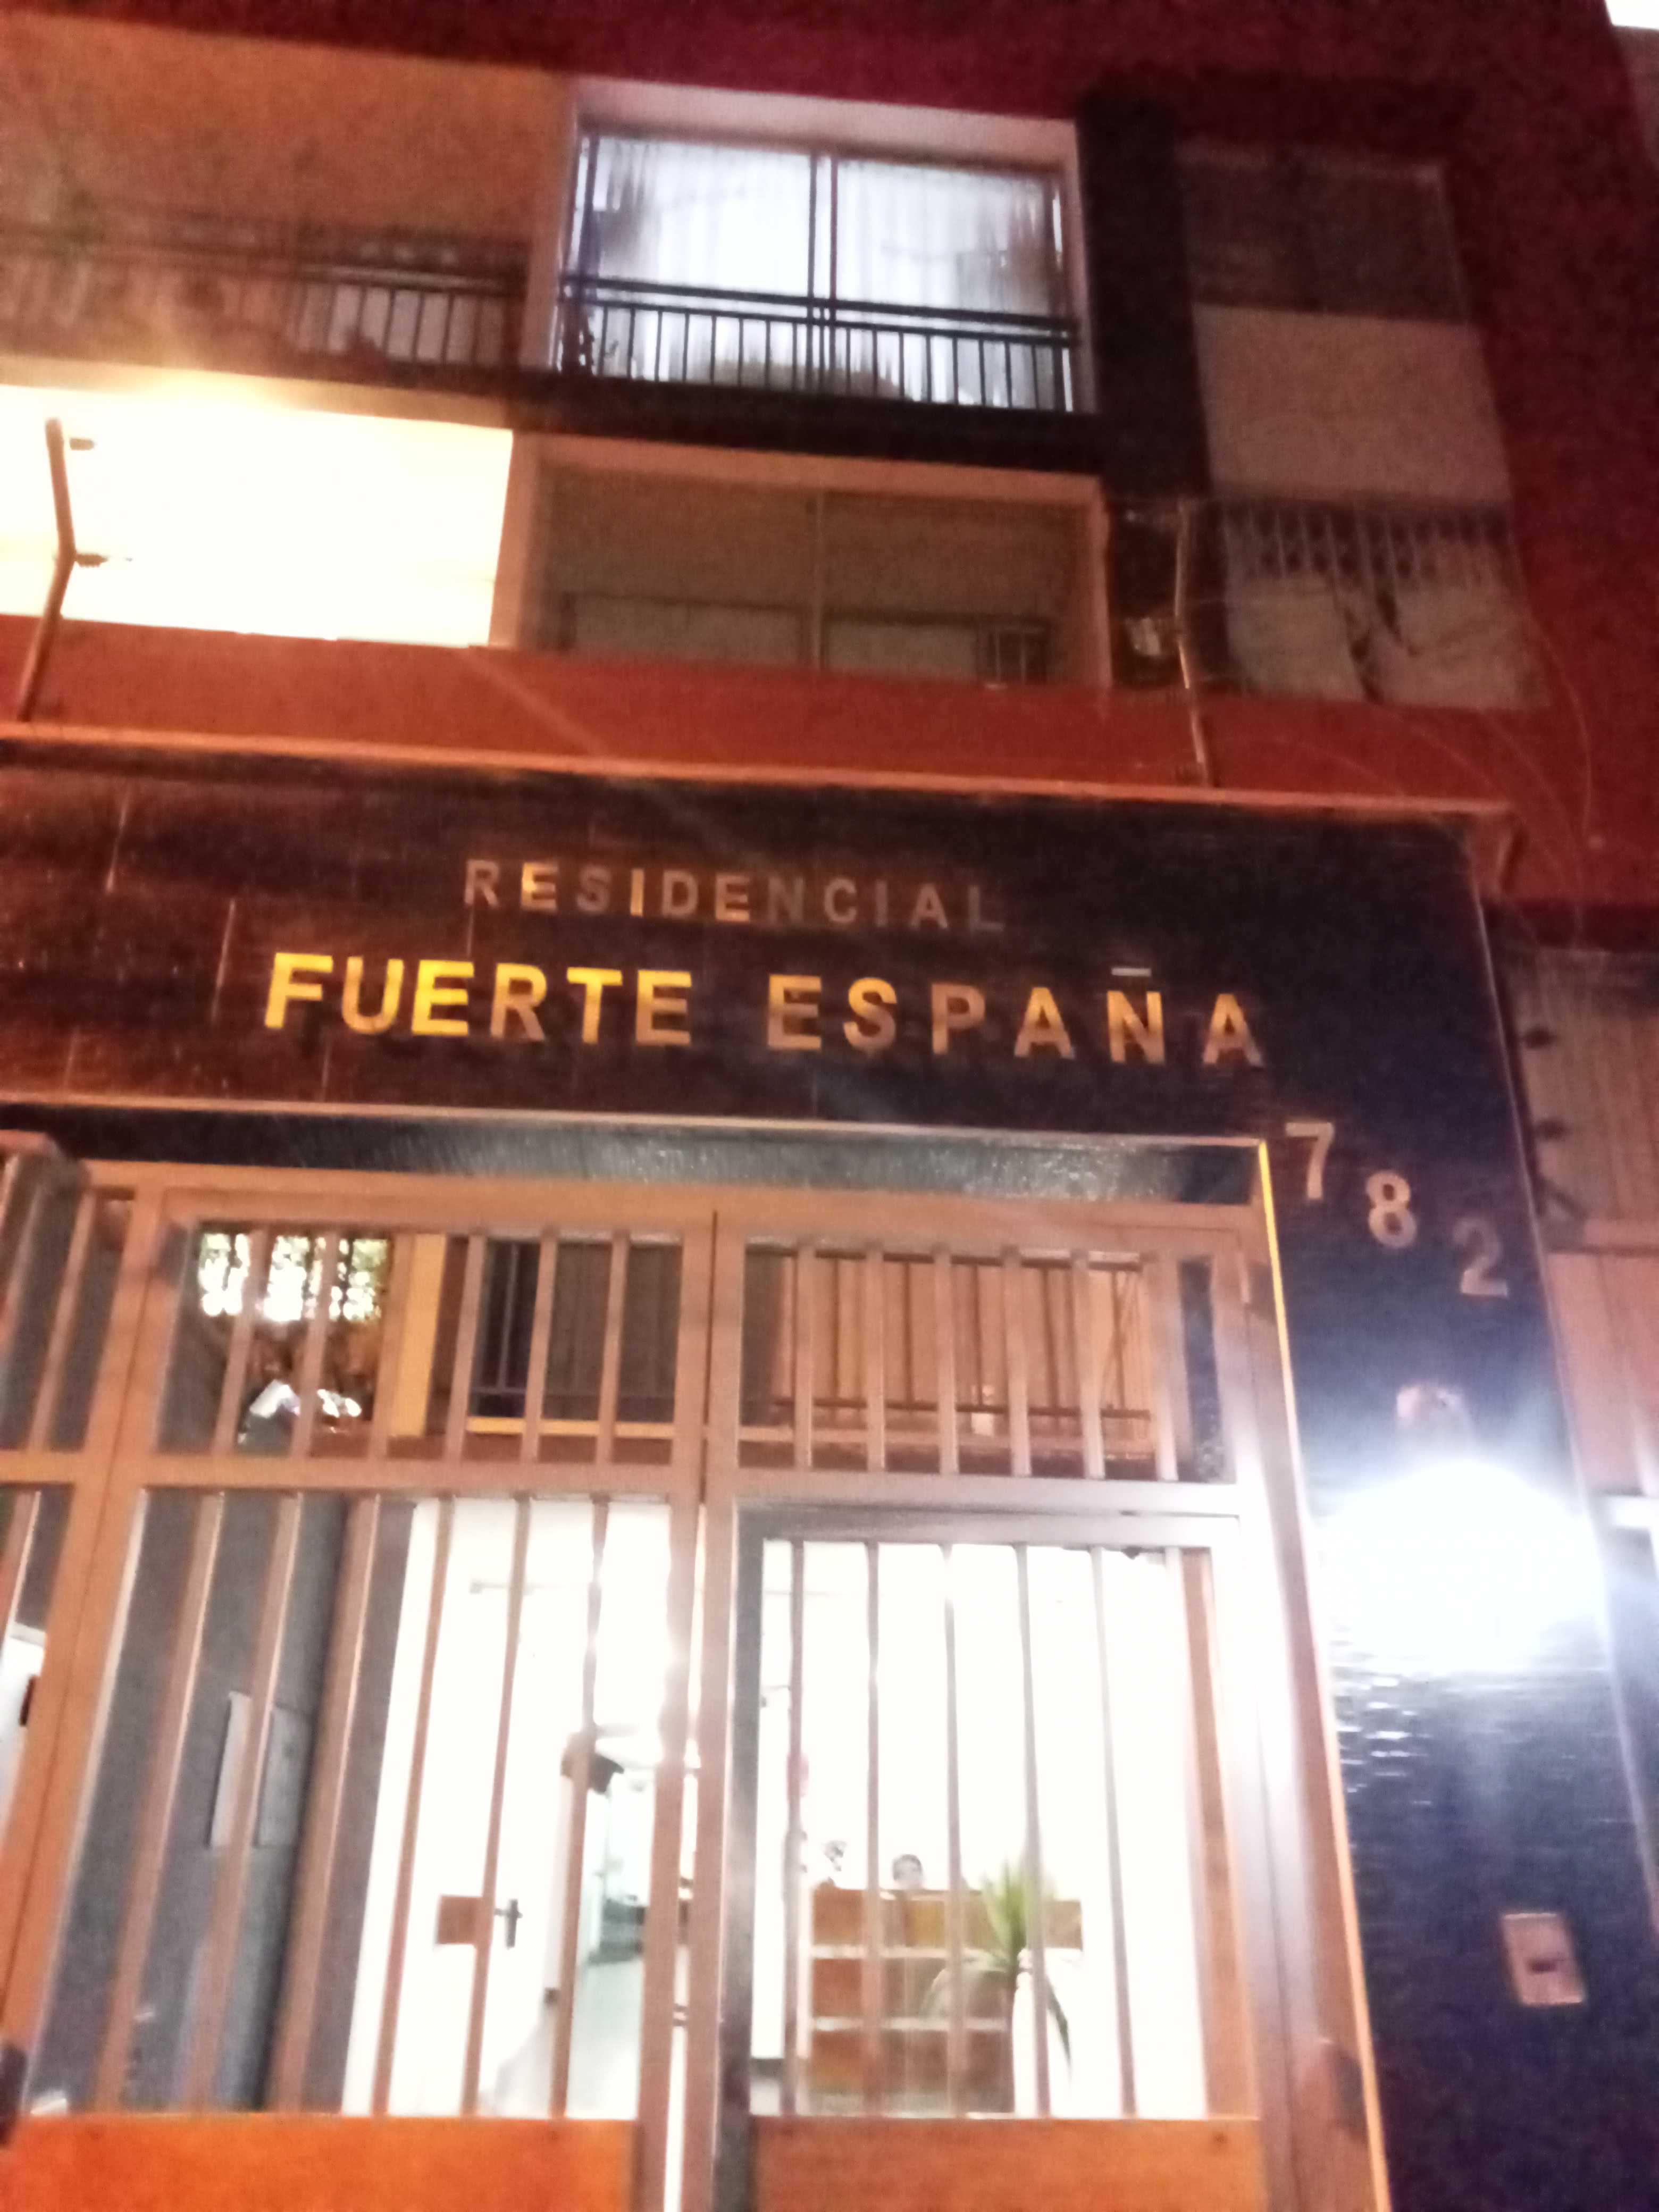 RESIDENCIAL
FUERTE ESPAÑA
782